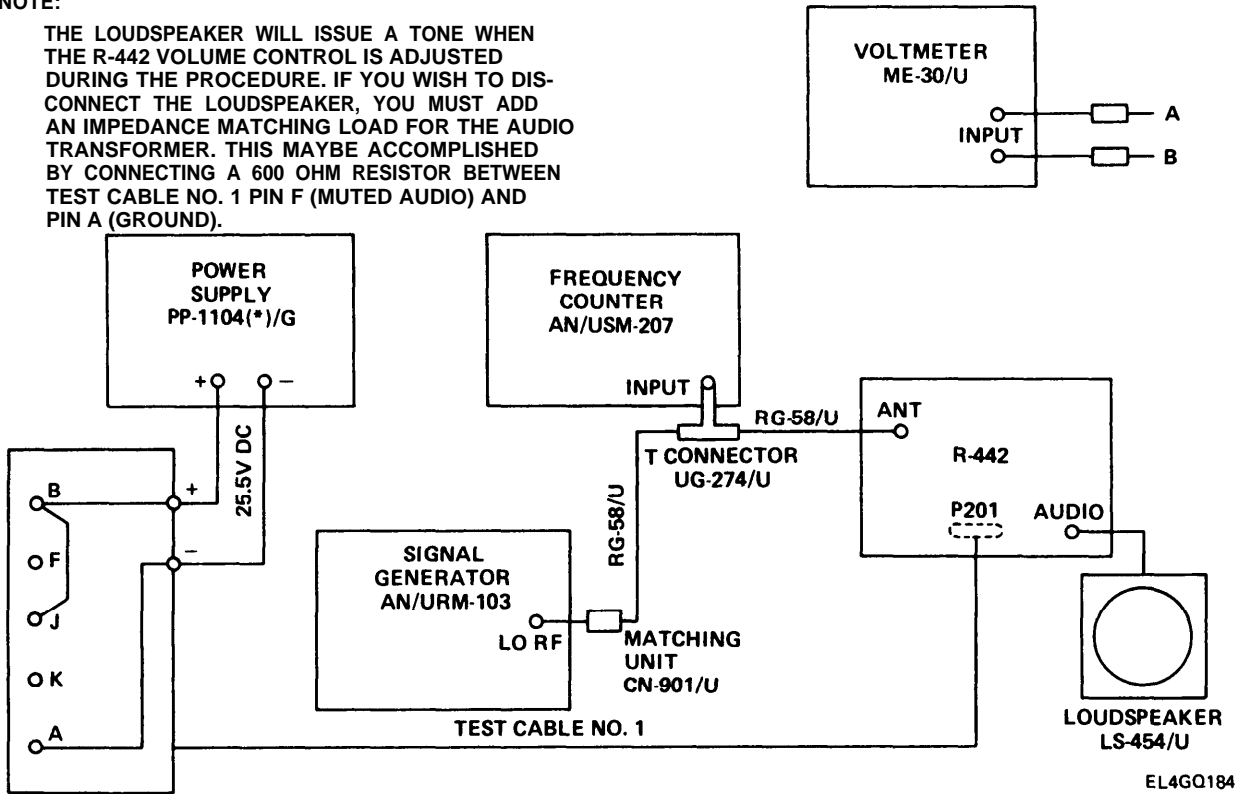 NOTE:
THE LOUDSPEAKER WILL ISSUE A TONE WHEN
THE R-442 VOLUME CONTROL IS ADJUSTED
DURING THE PROCEDURE. IF YOU WISH TO DIS-
CONNECT THE LOUDSPEAKER, YOU MUST ADD
AN IMPEDANCE MATCHING LOAD FOR THE AUDIO
TRANSFORMER. THIS MAYBE ACCOMPLISHED
BY CONNECTING A 600 OHM RESISTOR BETWEEN
TEST CABLE NO. 1 PIN F (MUTED AUDIO) AND
PIN A (GROUND).
VOLTMETER
ME-30/U
INPUT
A
B
POWER
SUPPLY
PP-1104(*)/G
+ −
25.5V DC
+
−
B
F
J
K
A
FREQUENCY
COUNTER
AN/USM-207
INPUT
RG-58/U
T CONNECTOR
UG-274/U
RG-58/U
ANT
R-442
P201
AUDIO
SIGNAL
GENERATOR
AN/URM-103
LO RF
MATCHING
UNIT
CN-901/U
TEST CABLE NO. 1
LOUDSPEAKER
LS-454/U
EL4GQ184